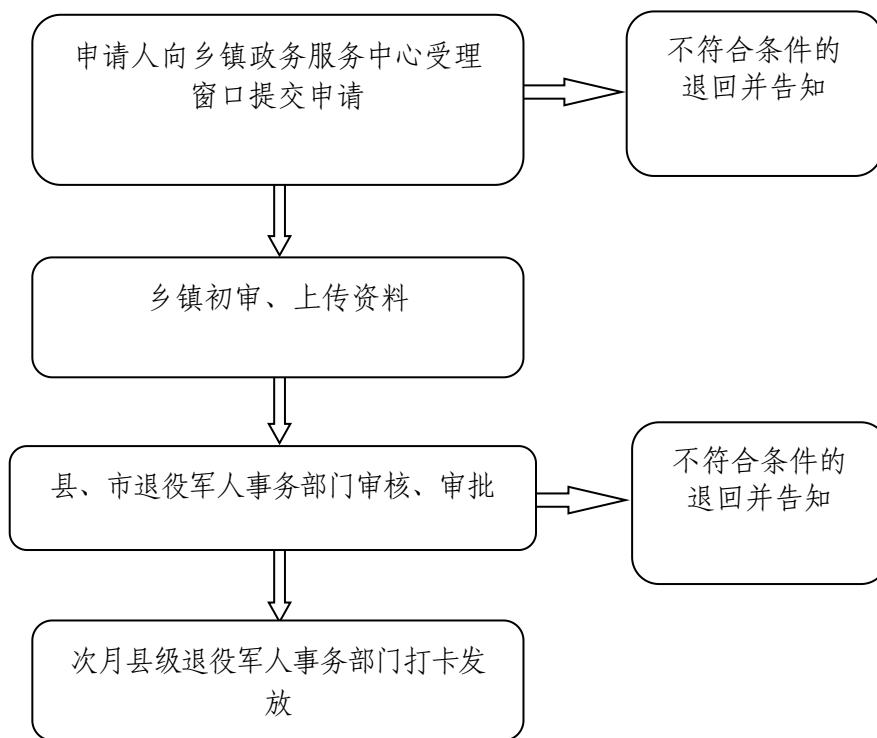 申请人向乡镇政务服务中心受理
窗口提交申请
不符合条件的
退回并告知
乡镇初审、上传资料
县、市退役军人事务部门审核、审批
不符合条件的
退回并告知
次月县级退役军人事务部门打卡发
放